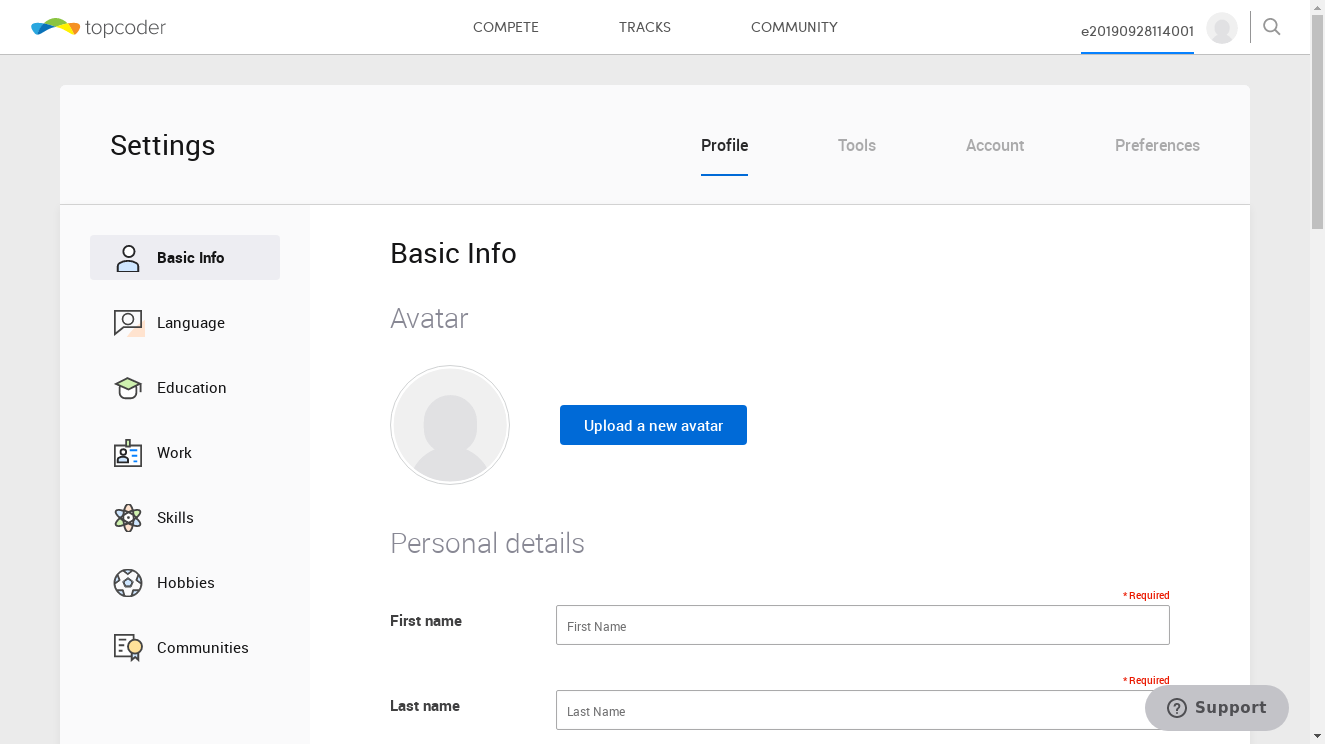 topcoder
COMPETE TRACKS COMMUNITY
e20190928114001
Settings
Profile Tools Account Preferences
Basic Info
Language
Education
Work
Skills
Hobbies
Communities
Basic Info
Avatar
Upload a new avatar
Personal details
* Required
First name
First Name
* Required
Last name
Last Name
Support